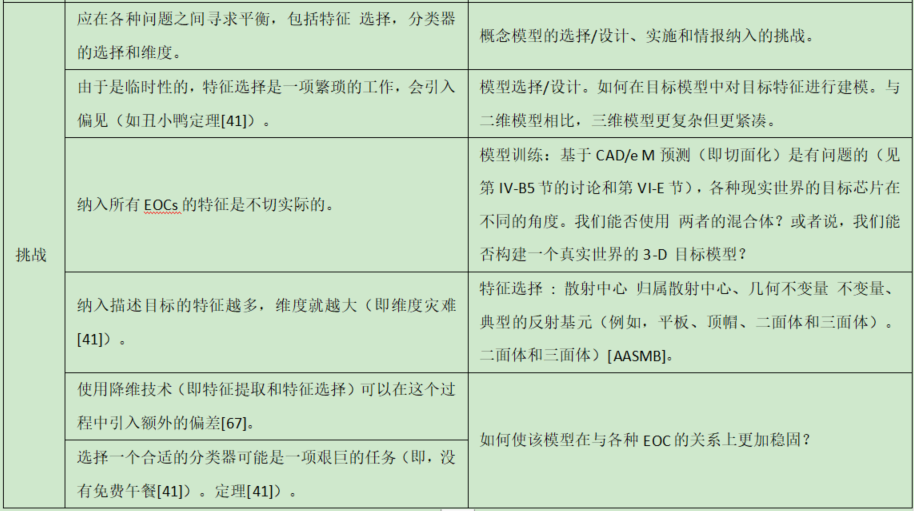 挑战
应在各种问题之间寻求平衡，包括特征 选择，分类器
的选择和维度。
概念模型的选择/设计、实施和情报纳入的挑战。
由于是临时性的，特征选择是一项繁琐的工作，会引入
偏见（如丑小鸭定理[41]）。
模型选择/设计。如何在目标模型中对目标特征进行建模。与
二维模型相比，三维模型更复杂但更紧凑。
纳入所有 EOCs 的特征是不切实际的。
模型训练：基于 CAD/e M 预测（即切面化）是有问题的（见
第 IV-B5 节的讨论和第 VI-E 节），各种现实世界的目标芯片在
不同的角度。我们能否使用 两者的混合体？或者说，我们能
否构建一个真实世界的 3-D 目标模型？
纳入描述目标的特征越多，维度就越大（即维度灾难
[41]）。
特征选择 ：散射中心 归属散射中心、几何不变量 不变量、
典型的反射基元（例如，平板、顶帽、二面体和三面体）。
二面体和三面体）[AASMB]。
使用降维技术（即特征提取和特征选择）可以在这个过
程中引入额外的偏差[67]。
选择一个合适的分类器可能是一项艰巨的任务（即，没
有免费午餐[41]）。定理[41]）。
如何使该模型在与各种 EOC 的关系上更加稳固？